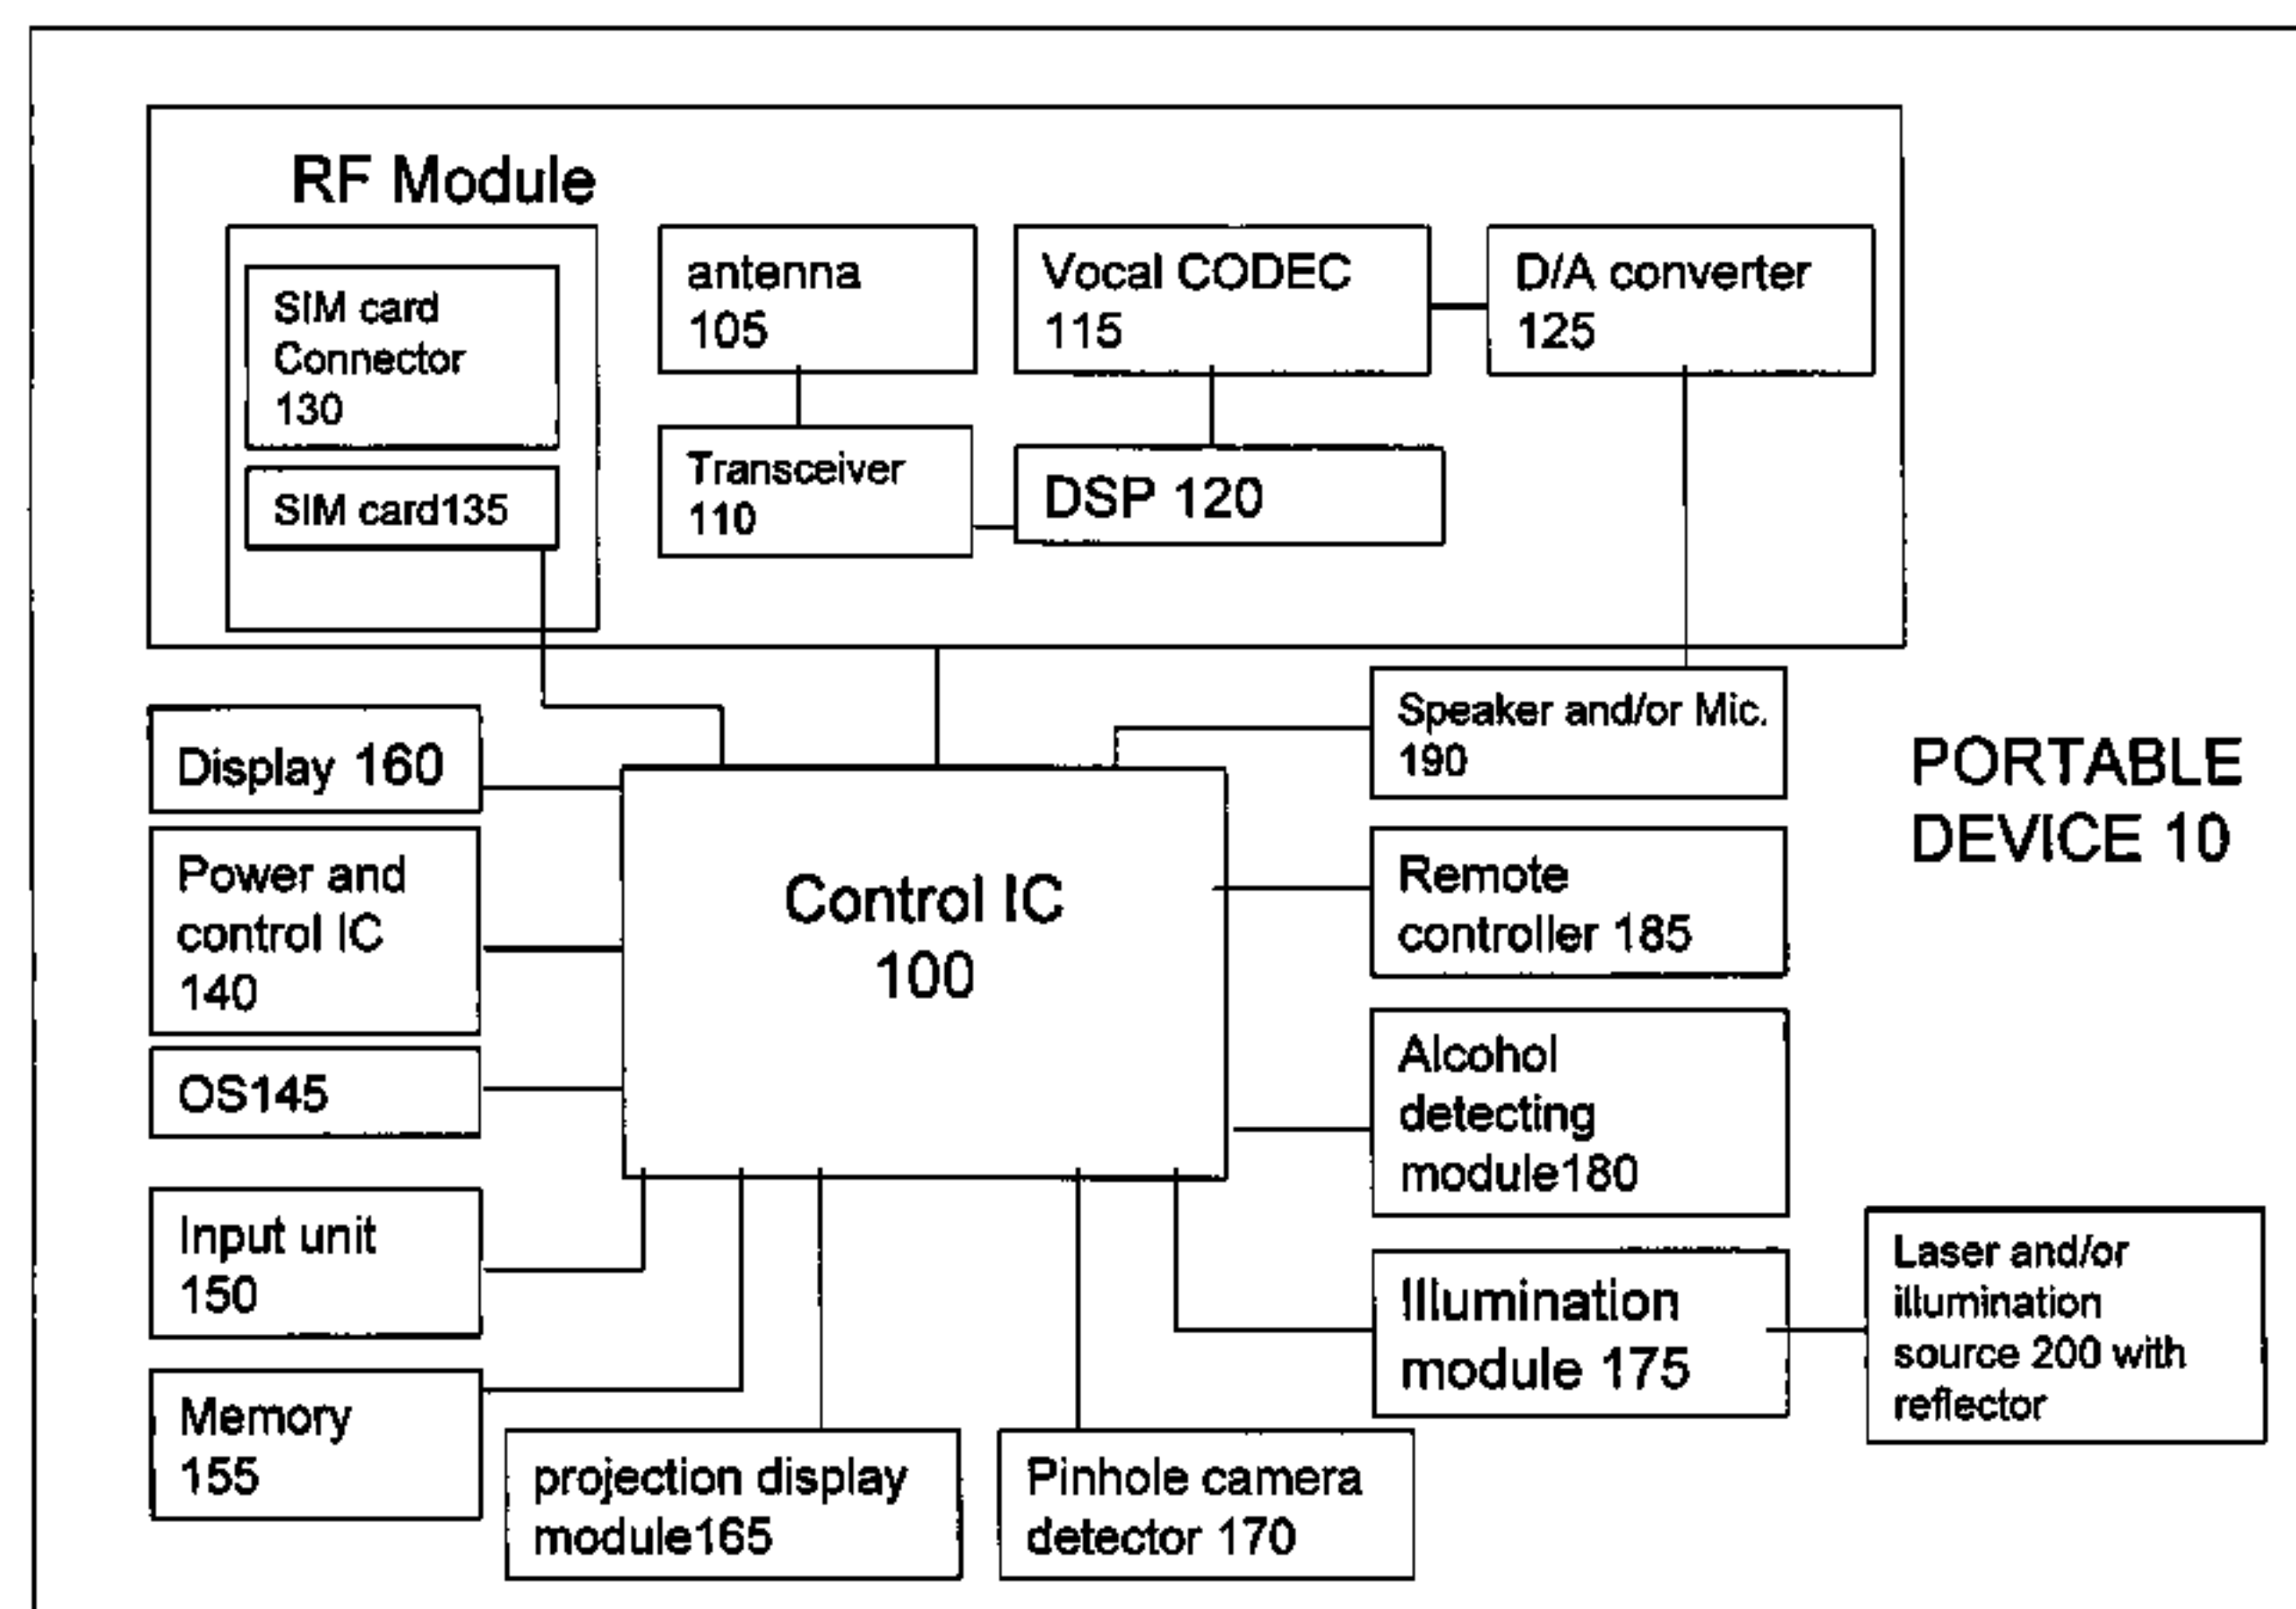 RF Module
SIM card
Connector
130
SIM card135
antenna
105
Transceiver
110
Vocal CODEC
115
DSP 120
D/A converter
125
Display 160
Power and
control IC
140
OS145
Input unit
150
Memory
155
Control IC
100
projection display
module165
Pinhole camera
detector 170
Speaker and/or Mic.
190
Remote
controller 185
Alcohol
detecting
module180
Illumination
module 175
PORTABLE
DEVICE 10
Laser and/or
illumination
source 200 with
reflector